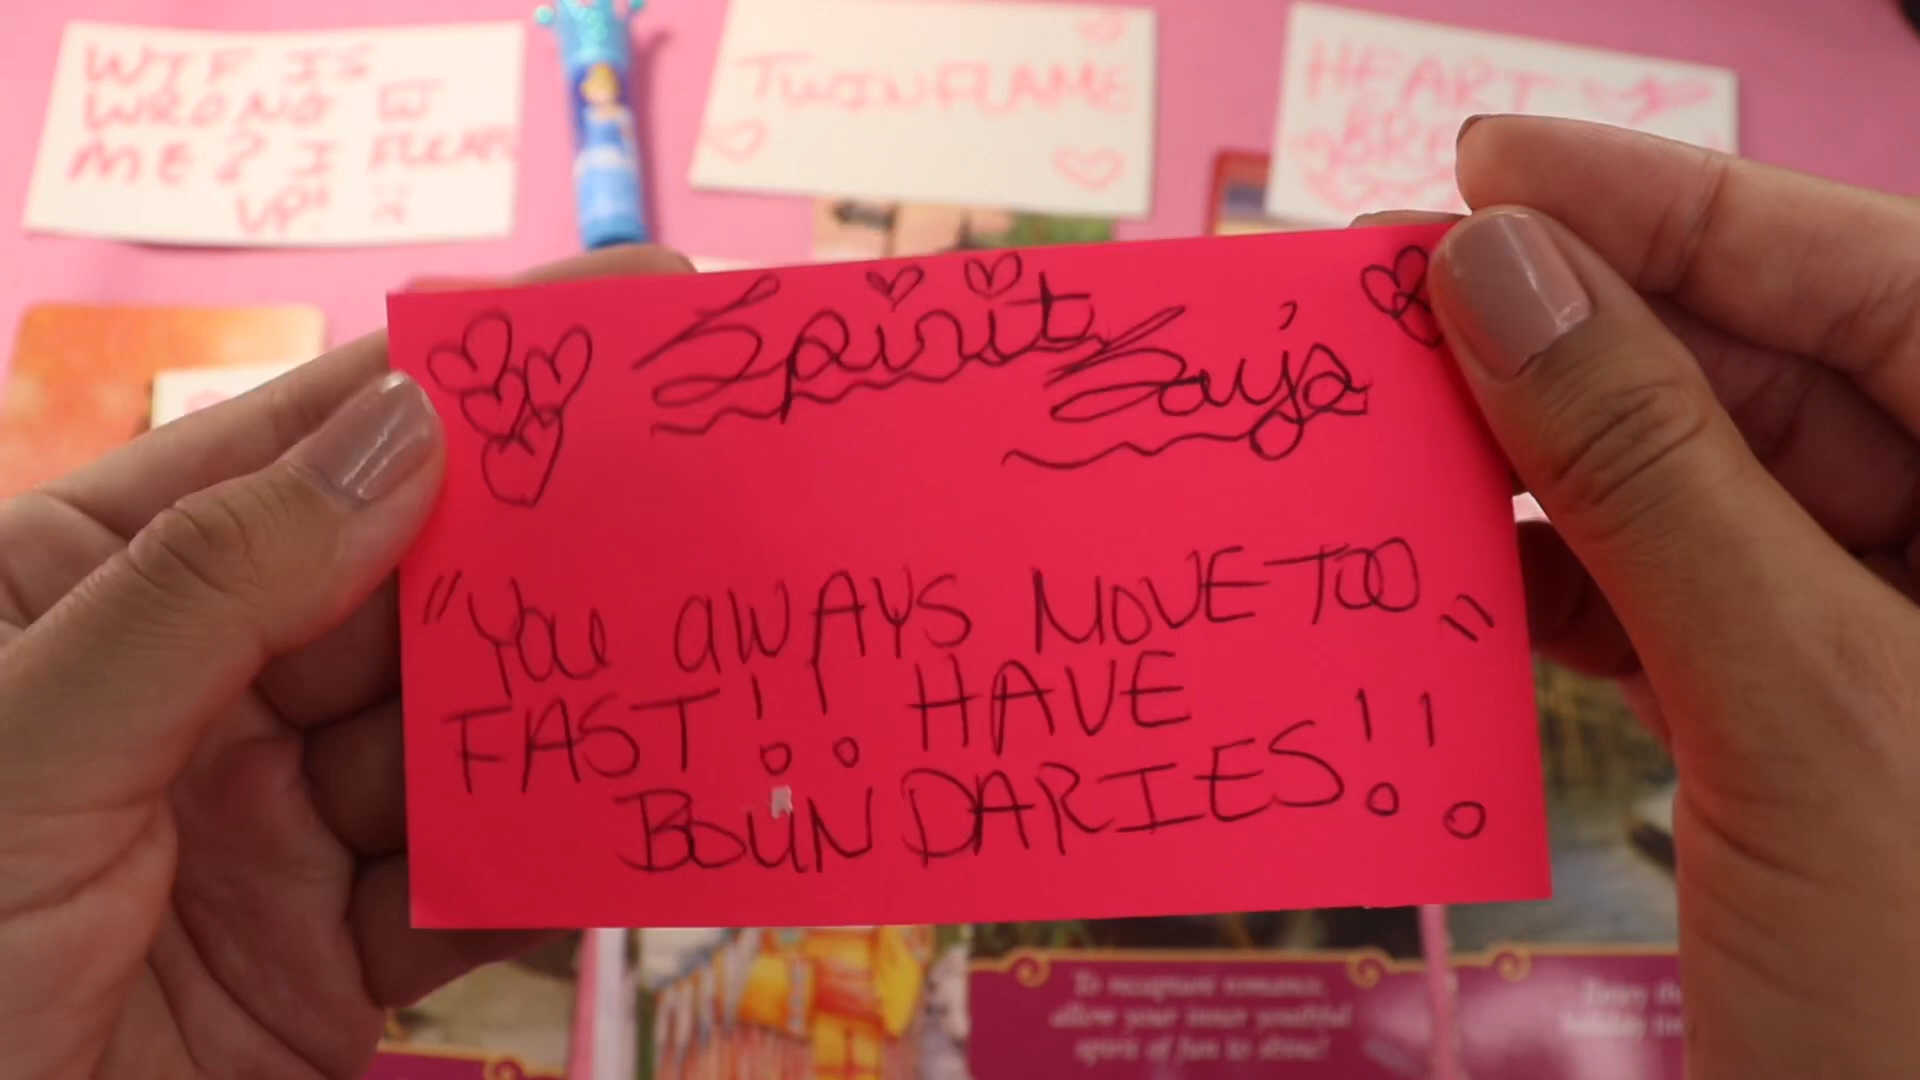 WTF IS
WRONG W
ME? I
UP!
TWINFLAME
HEART
Spirit Says
"YOU AWAYS MOVE TOO
FAST!! HAVE "
BOUNDARIES!!
To recapture romance,
allow your inner youthful
spirit of fun to shine!